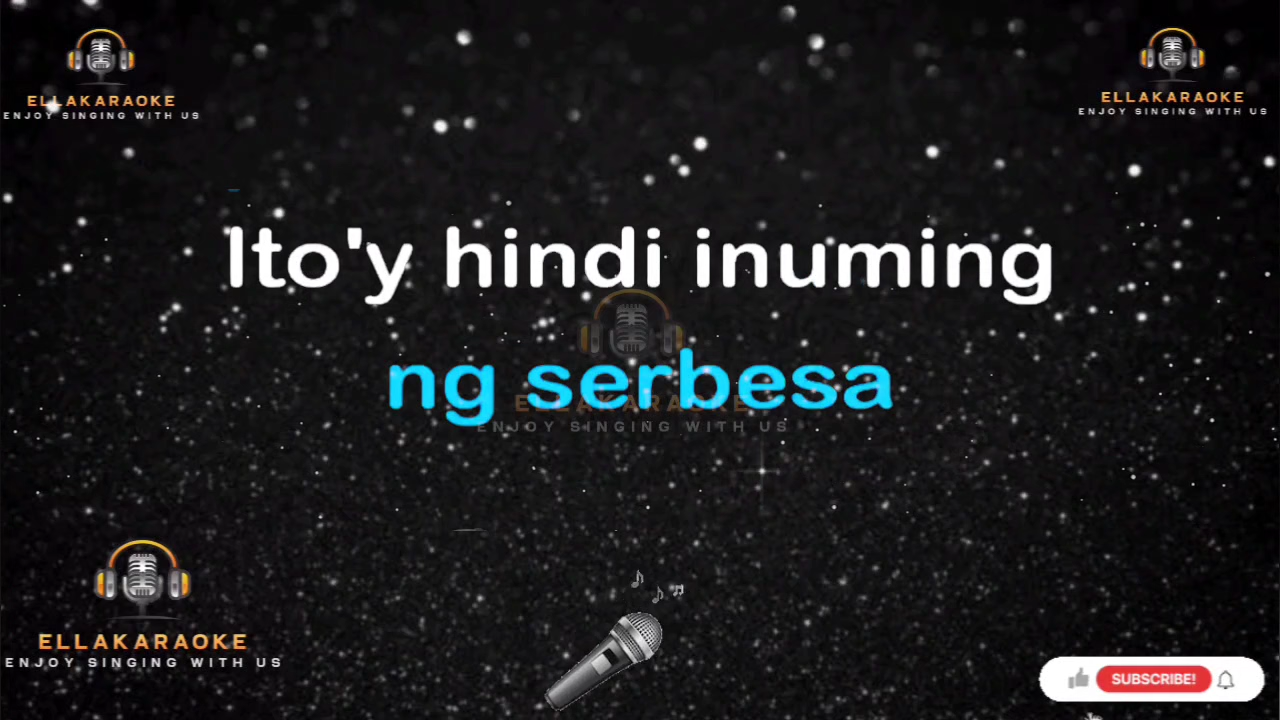 ELLAKARAOKE
ENJOY SINGING WITH US
ELLAKARAOKE
ENJOY SINGING WITH US
Ito'y hindi inuming
ng serbesa
ELLAKARAOKE
ENJOY SINGING WITH US
ELLAKARAOKE
ENJOY SINGING WITH US
SUBSCRIBE!